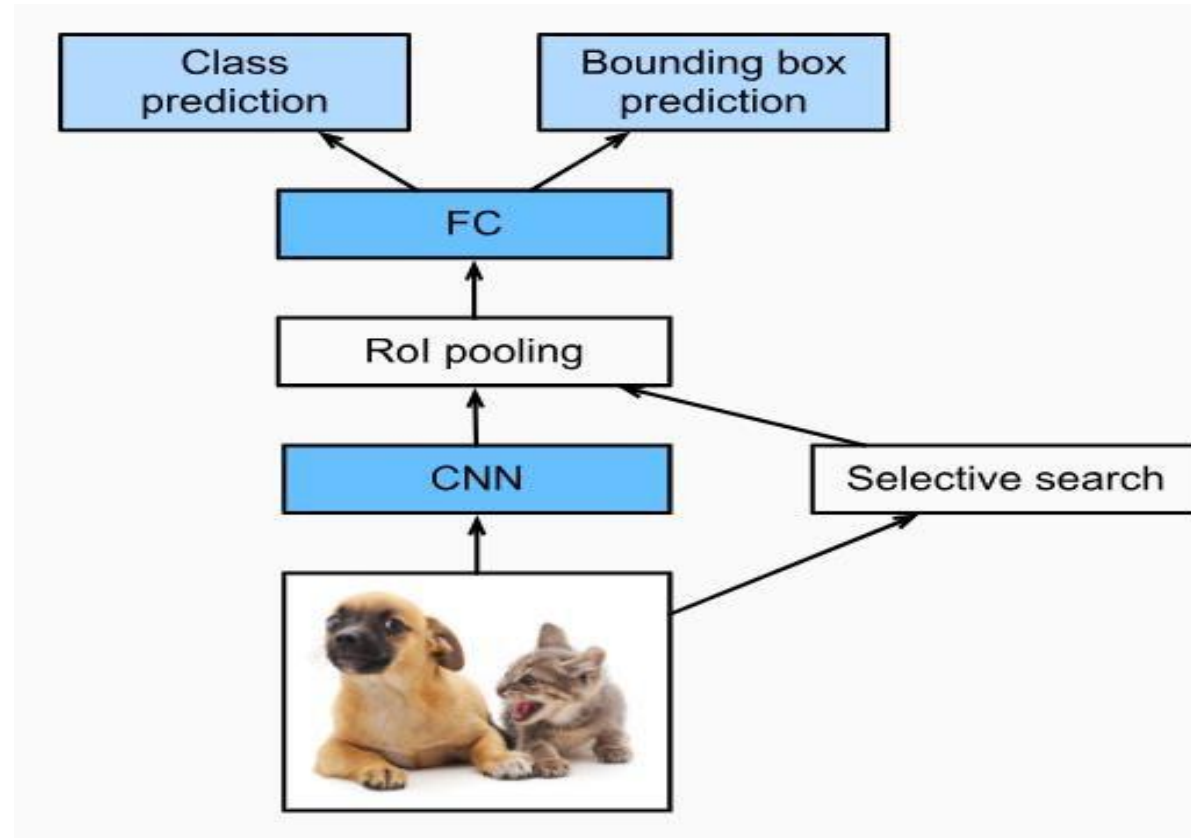 Class
prediction
Bounding box
prediction
FC
RoI pooling
CNN
Selective search